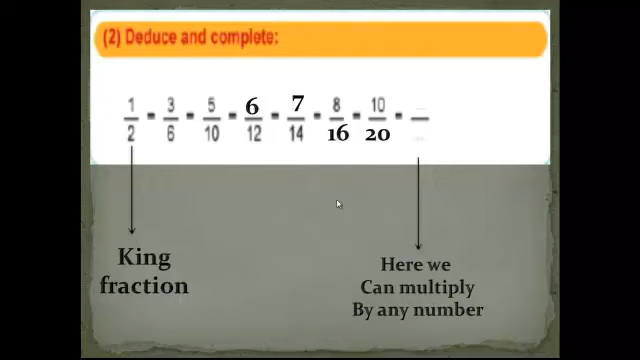 (2) Deduce and complete:
1/2 = 3/6 = 5/10 = 6/12 = 7/14 = 8/16 = 10/20 = —
King
fraction
Here we
Can multiply
By any number